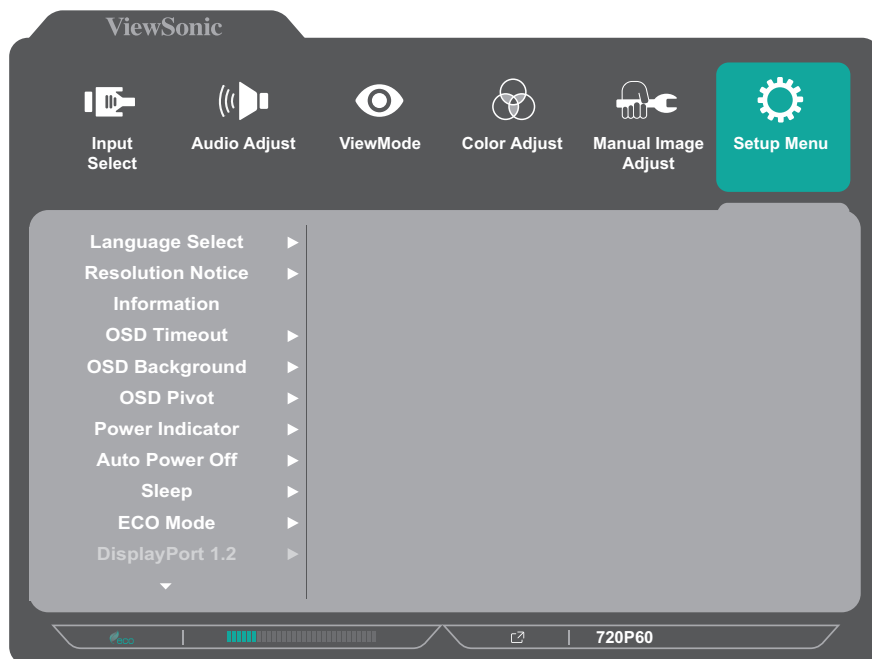 ViewSonic
Input
Select
Audio Adjust
ViewMode
Color Adjust
Manual Image
Adjust
Setup Menu
Language Select
Resolution Notice
Information
OSD Timeout
OSD Background
OSD Pivot
Power Indicator
Auto Power Off
Sleep
ECO Mode
DisplayPort 1.2
eco
720P60